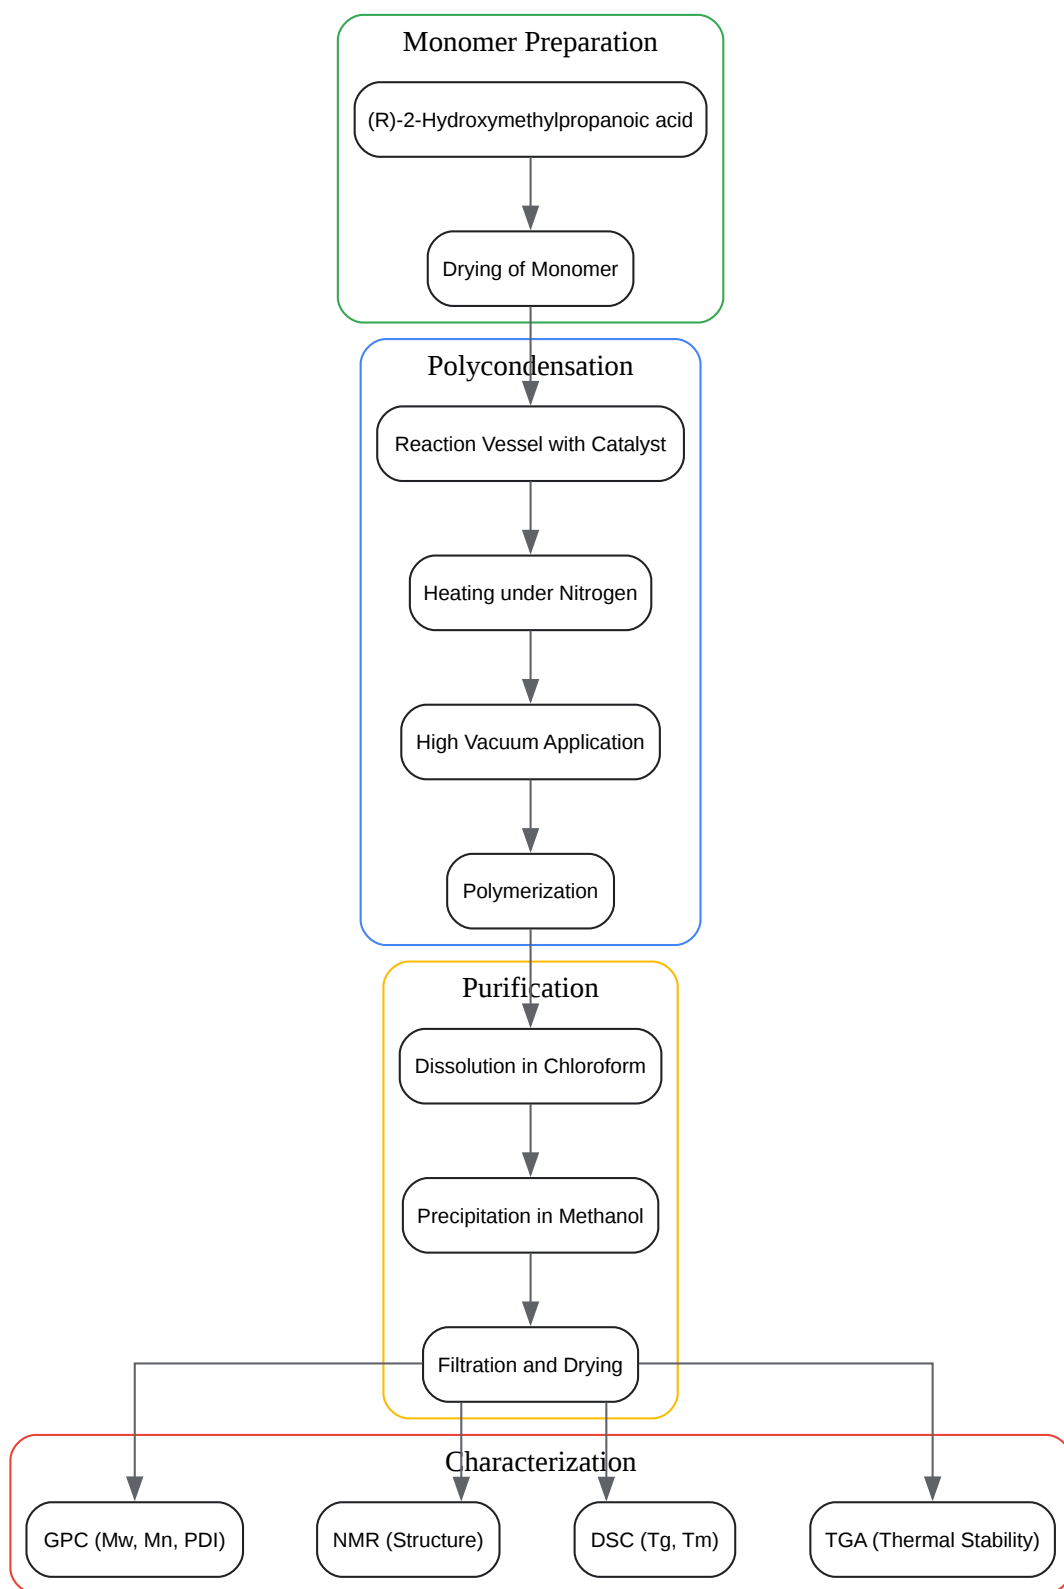 Monomer Preparation
(R)-2-Hydroxymethylpropanoic acid
Drying of Monomer
Polycondensation
Reaction Vessel with Catalyst
Heating under Nitrogen
High Vacuum Application
Polymerization
Purification
Dissolution in Chloroform
Precipitation in Methanol
Filtration and Drying
Characterization
GPC (Mw, Mn, PDI)
NMR (Structure)
DSC (Tg, Tm)
TGA (Thermal Stability)